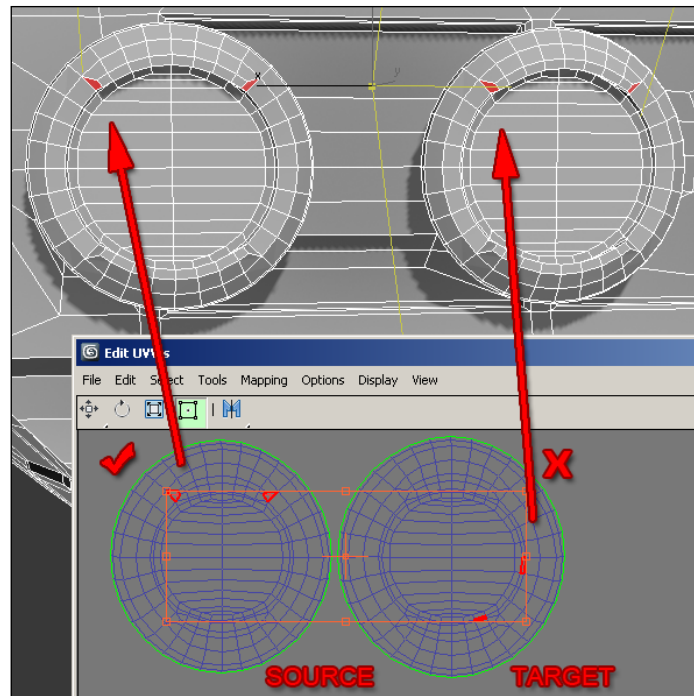 x
y
Edit UVWs
File Edit Select Tools Mapping Options Display View
X
SOURCE TARGET